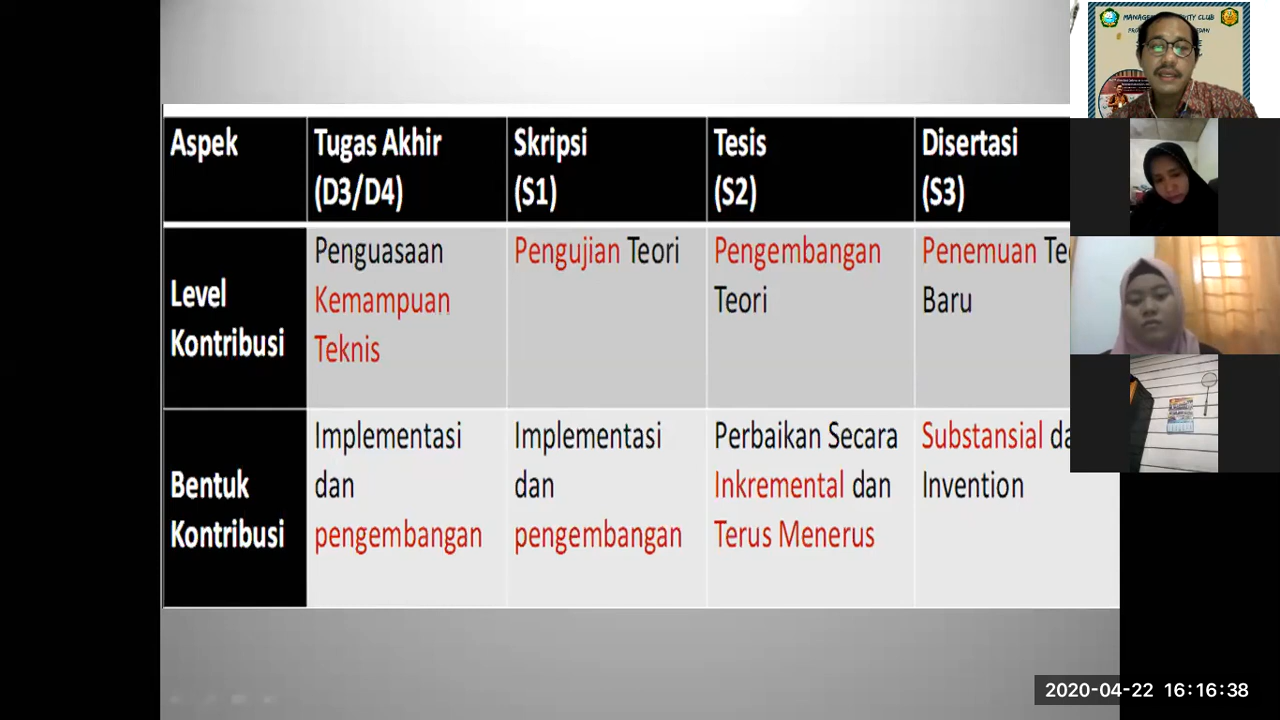 Aspek
Tugas Akhir
(D3/D4)
Skripsi
(S1)
Tesis
(S2)
Disertasi
(S3)
Level
Kontribusi
Penguasaan
Kemampuan
Teknis
Pengujian Teori
Pengembangan
Teori
Penemuan
Baru
Bentuk
Kontribusi
Implementasi
dan
pengembangan
Implementasi
dan
pengembangan
Perbaikan Secara
Inkremental dan
Terus Menerus
Substansial
Invention
2020-04-22 16:16:38